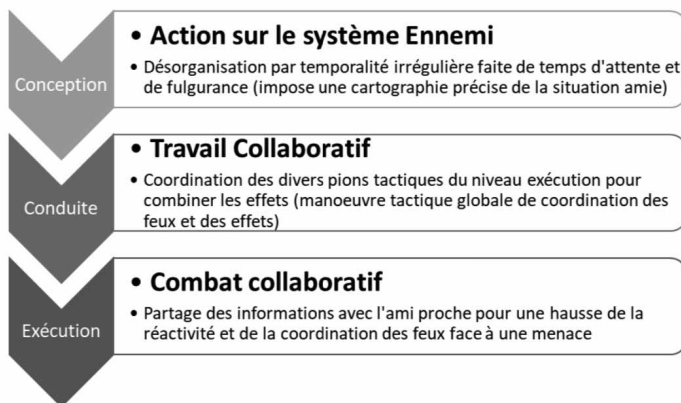 Conception
• Action sur le système Ennemi
• Désorganisation par temporalité irrégulière faite de temps d'attente et
de fulgurance (impose une cartographie précise de la situation amie)
Conduite
• Travail Collaboratif
• Coordination des divers pions tactiques du niveau exécution pour
combiner les effets (manoeuvre tactique globale de coordination des
feux et des effets)
Exécution
• Combat collaboratif
• Partage des informations avec l'ami proche pour une hausse de la
réactivité et de la coordination des feux face à une menace